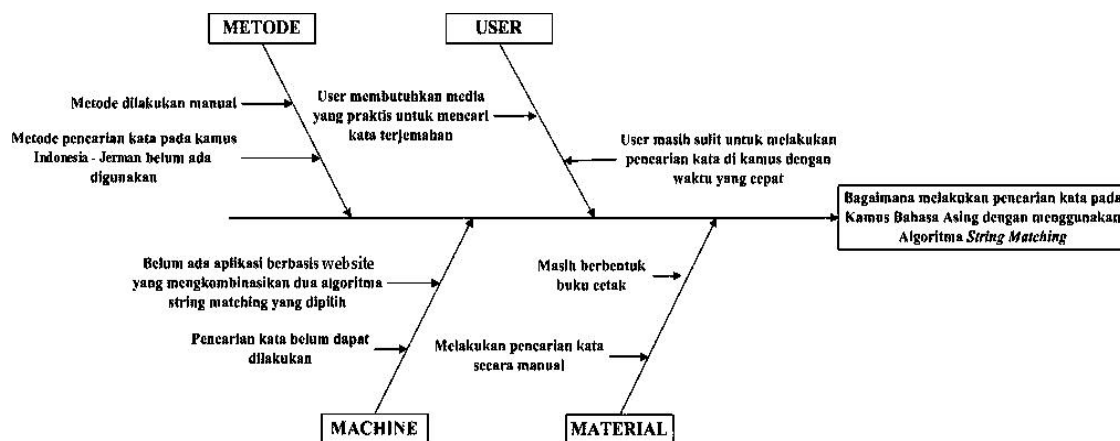 METODE
USER
Metode dilakukan manual
Metode pencarian kata pada kamus
Indonesia - Jerman belum ada
digunakan
User membutuhkan media
yang praktis untuk mencari
kata terjemahan
User masih sulit untuk melakukan
pencarian kata di kamus dengan
waktu yang cepat
Bagaimana melakukan pencarian kata pada
Kamus Bahasa Asing dengan menggunakan
Algoritma String Matching
Belum ada aplikasi berbasis website
yang mengkombinasikan dua algoritma
string matching yang dipilih
Pencarian kata belum dapat
dilakukan
Masih berbentuk
buku cetak
Melakukan pencarian kata
secara manual
MACHINE
MATERIAL